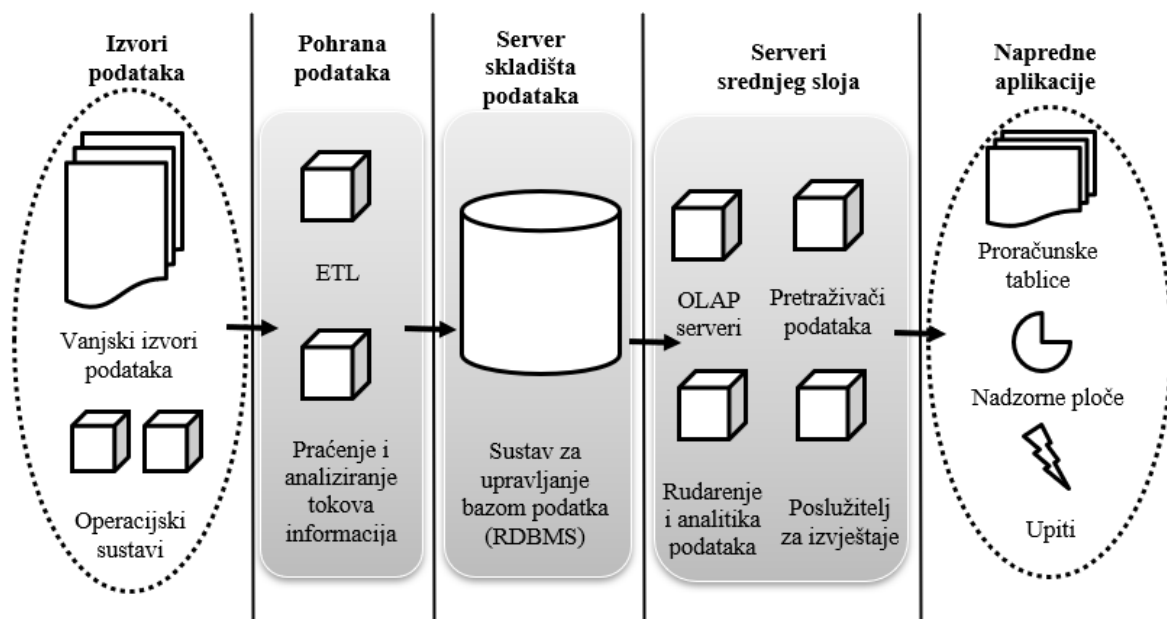 Izvori
podataka
Pohrana
podataka
Server
skladišta
podataka
Serveri
srednjeg sloja
Napredne
aplikacije
Vanjski izvori
podataka
Operacijski
sustavi
ETL
Praćenje i
analiziranje
tokova
informacija
Sustav za
upravljanje
bazom podatka
(RDBMS)
OLAP
serveri
Pretraživači
podataka
Rudarenje
i analitika
podataka
Poslužitelj
za izvještaje
Proračunske
tablice
Nadzorne ploče
Upiti